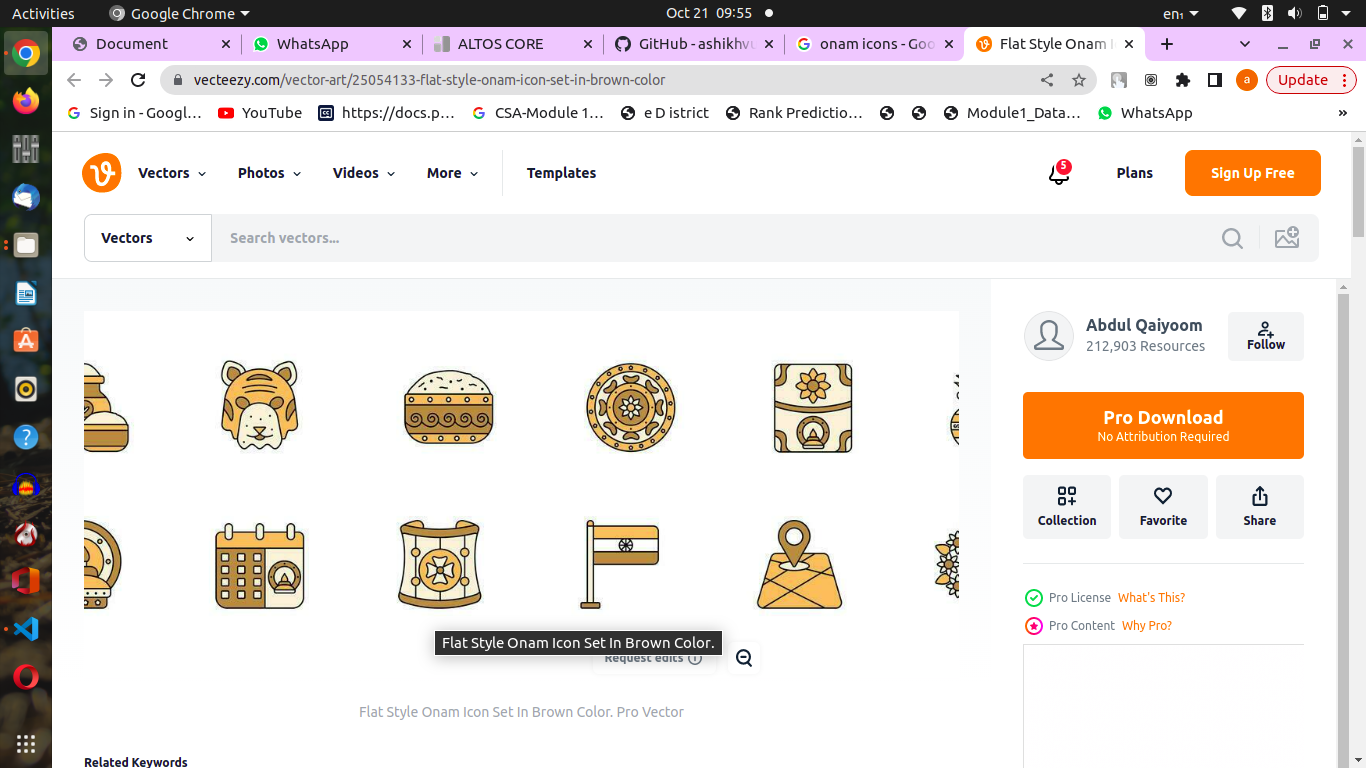 Activities
Google Chrome
Oct 21 09:55
en₁
Document
WhatsApp
ALTOS CORE
GitHub - ashikhvu
onam icons - Goo
Flat Style Onam I
vecteezy.com/vector-art/25054133-flat-style-onam-icon-set-in-brown-color
a
Update
Sign in - Googl...
YouTube
https://docs.p...
CSA-Module 1...
e D istrict
Rank Predictio...
Module1_Data...
WhatsApp
»
Vectors
Photos
Videos
More
Templates
5
Plans
Sign Up Free
Vectors
Search vectors...
Abdul Qaiyoom
212,903 Resources
Follow
Pro Download
No Attribution Required
Collection
Favorite
Share
Pro License What's This?
Pro Content Why Pro?
Flat Style Onam Icon Set In Brown Color.
Request edits
Flat Style Onam Icon Set In Brown Color. Pro Vector
Related Keywords